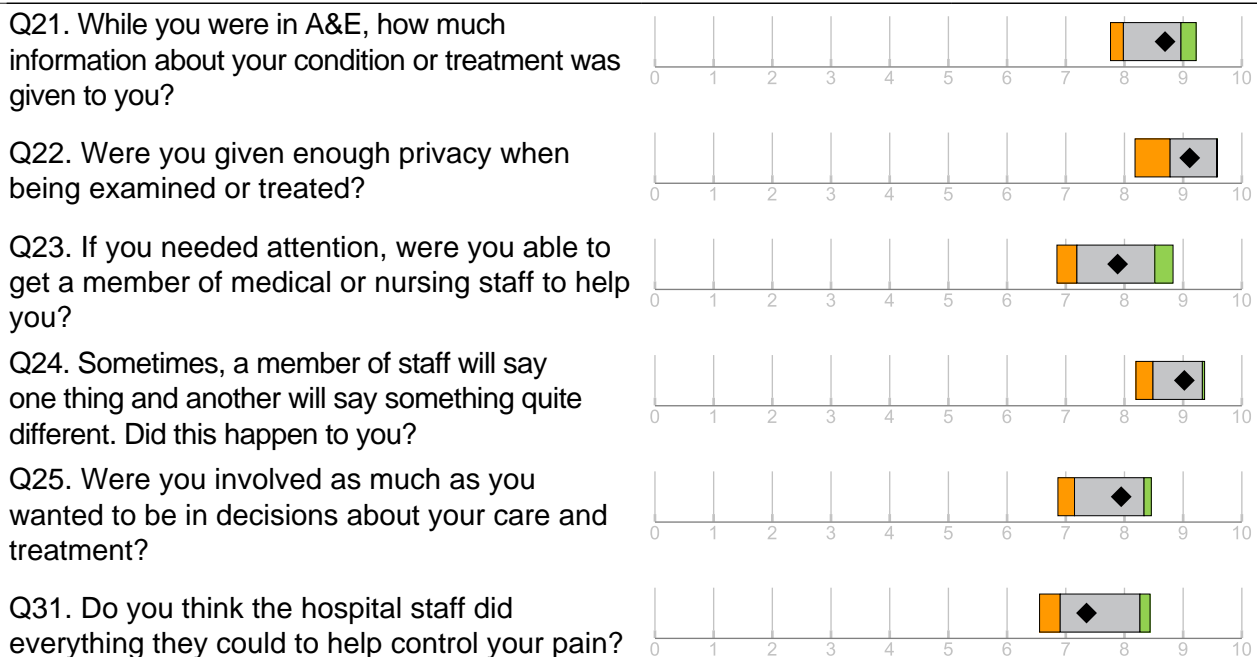 Q21. While you were in A&E, how much
information about your condition or treatment was
given to you?
0 1 2 3 4 5 6 7 8 9 10
Q22. Were you given enough privacy when
being examined or treated?
0 1 2 3 4 5 6 7 8 9 10
Q23. If you needed attention, were you able to
get a member of medical or nursing staff to help
you?
0 1 2 3 4 5 6 7 8 9 10
Q24. Sometimes, a member of staff will say
one thing and another will say something quite
different. Did this happen to you?
0 1 2 3 4 5 6 7 8 9 10
Q25. Were you involved as much as you
wanted to be in decisions about your care and
treatment?
0 1 2 3 4 5 6 7 8 9 10
Q31. Do you think the hospital staff did
everything they could to help control your pain?
0 1 2 3 4 5 6 7 8 9 10